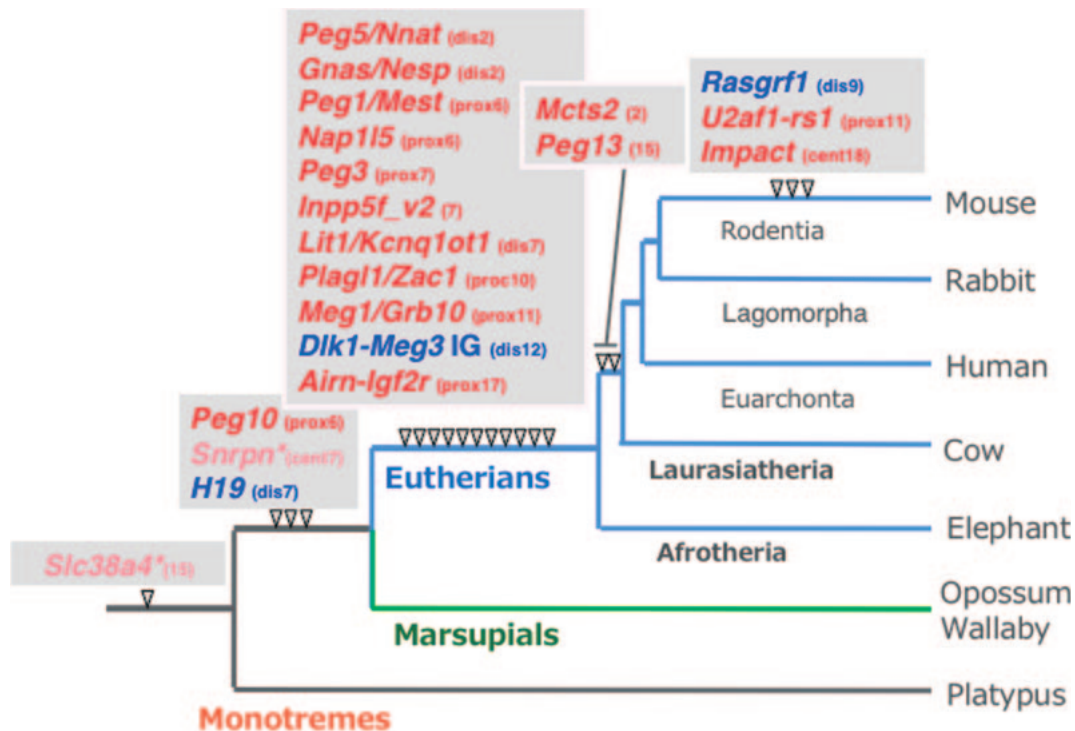 Peg5/Nnat (dis2)
Gnas/Nesp (dis2)
Peg1/Mest (prox6)
Nap1l5 (prox6)
Peg3 (prox7)
Inpp5f_v2 (7)
Lit1/Kcnq1ot1 (dis7)
Plagl1/Zac1 (proc10)
Meg1/Grb10 (prox11)
Dlk1-Meg3 IG (dis12)
Airn-Igf2r (prox17)
Mcts2 (2)
Peg13 (15)
Rasgrf1 (dis9)
U2af1-rs1 (prox11)
Impact (cent18)
Peg10 (prox6)
Snrpn* (cent7)
H19 (dis7)
Slc38a4* (15)
Mouse
Rodentia
Rabbit
Lagomorpha
Human
Euarchonta
Cow
Laurasiatheria
Eutherians
Elephant
Afrotheria
Opossum
Wallaby
Marsupials
Platypus
Monotremes